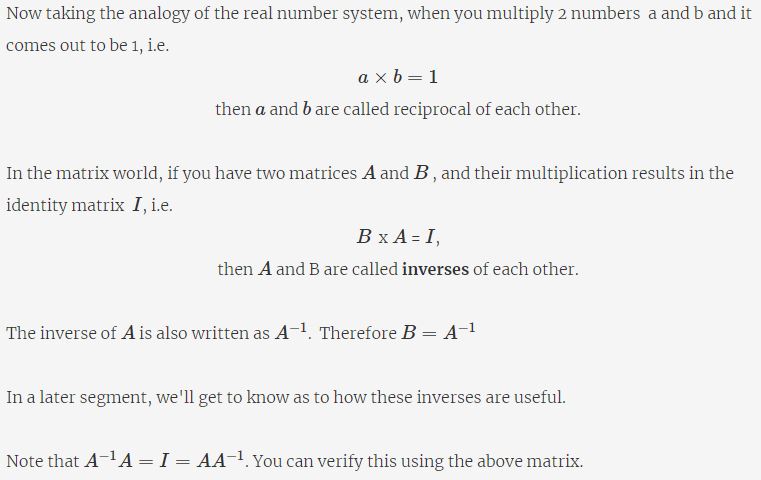 Now taking the analogy of the real number system, when you multiply 2 numbers a and b and it
comes out to be 1, i.e.
a × b = 1
then a and b are called reciprocal of each other.
In the matrix world, if you have two matrices A and B , and their multiplication results in the
identity matrix I, i.e.
B x A = I,
then A and B are called inverses of each other.
The inverse of A is also written as A⁻¹. Therefore B = A⁻¹
In a later segment, we'll get to know as to how these inverses are useful.
Note that A⁻¹A = I = AA⁻¹. You can verify this using the above matrix.